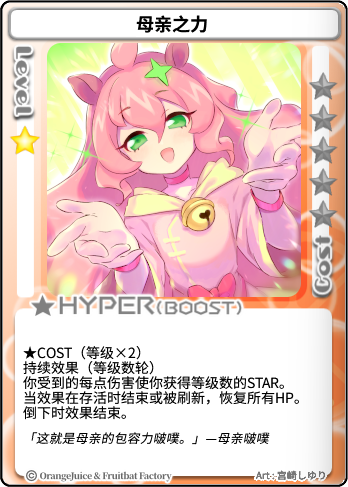 母亲之力
Level
Cost
HYPER(BOOST)
★COST（等级×2）
持续效果（等级数轮）
你受到的每点伤害使你获得等级数的STAR。
当效果在存活时结束或被刷新，恢复所有HP。
倒下时效果结束。
「这就是母亲的包容力啵噗。」—母亲啵噗
© OrangeJuice & Fruitbat Factory
Art : 宮崎しゆり